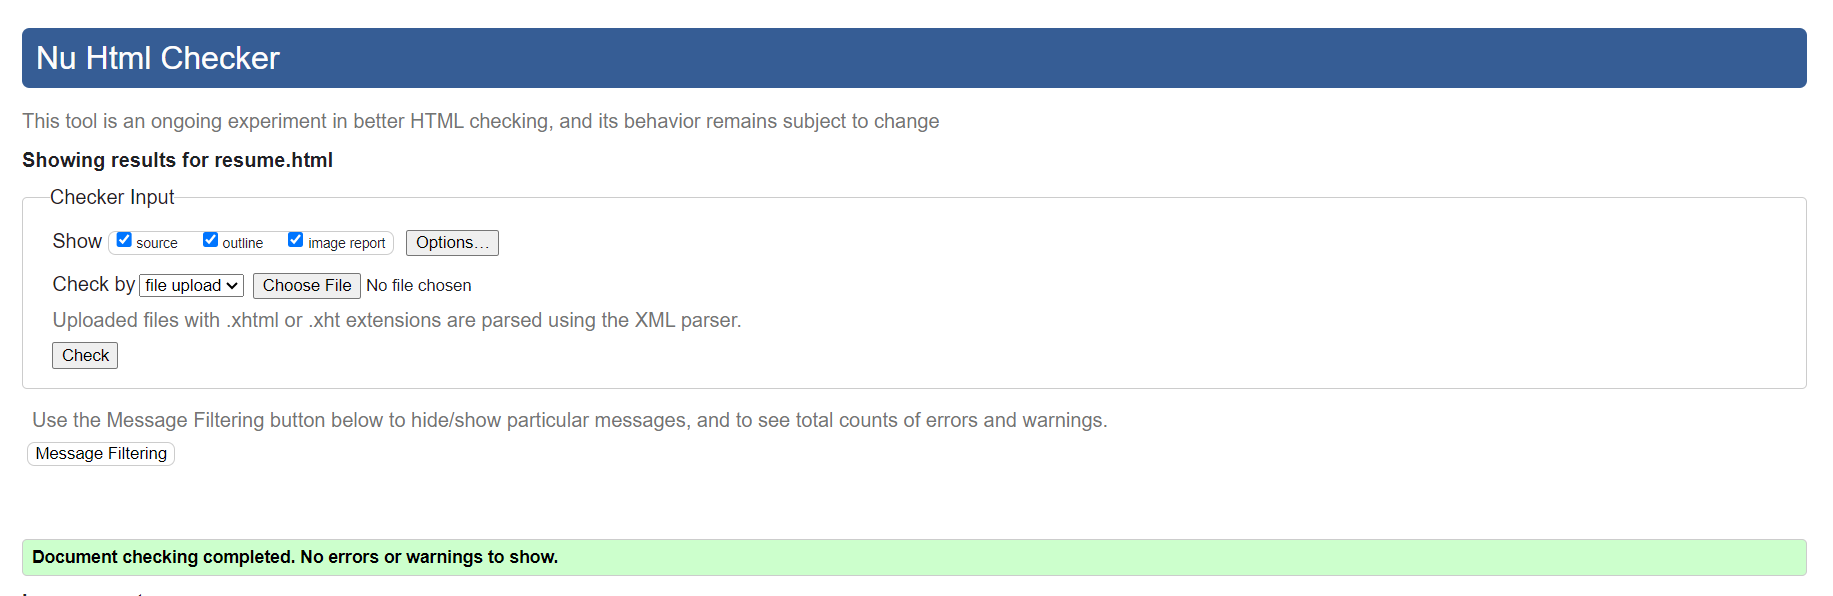 Nu Html Checker
This tool is an ongoing experiment in better HTML checking, and its behavior remains subject to change
Showing results for resume.html
Checker Input
Show source outline image report Options…
Check by file upload Choose File No file chosen
Uploaded files with .xhtml or .xht extensions are parsed using the XML parser.
Check
Use the Message Filtering button below to hide/show particular messages, and to see total counts of errors and warnings.
Message Filtering
Document checking completed. No errors or warnings to show.